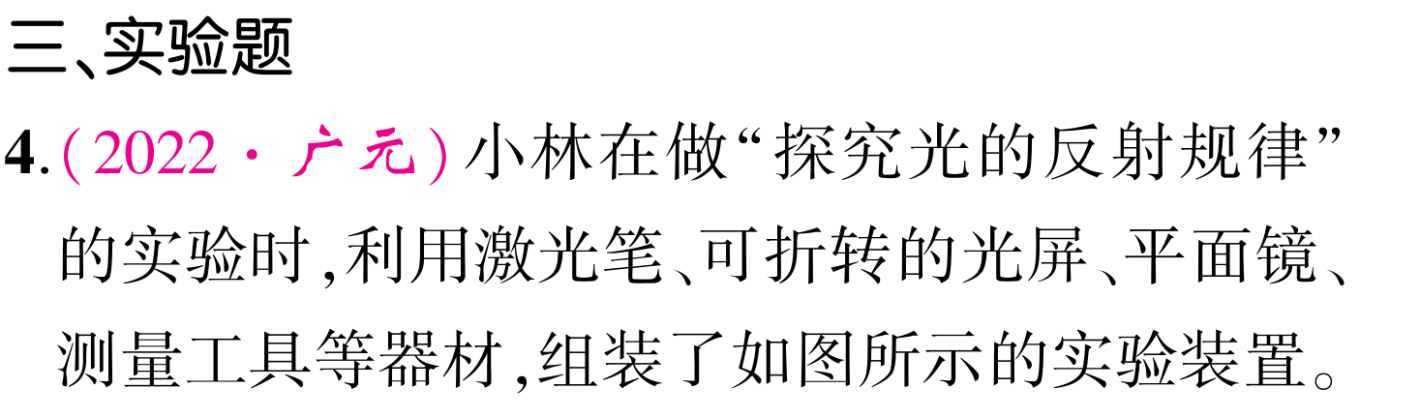 三、实验题
4.(2022·广元)小林在做“探究光的反射规律”
的实验时,利用激光笔、可折转的光屏、平面镜、
测量工具等器材,组装了如图所示的实验装置。